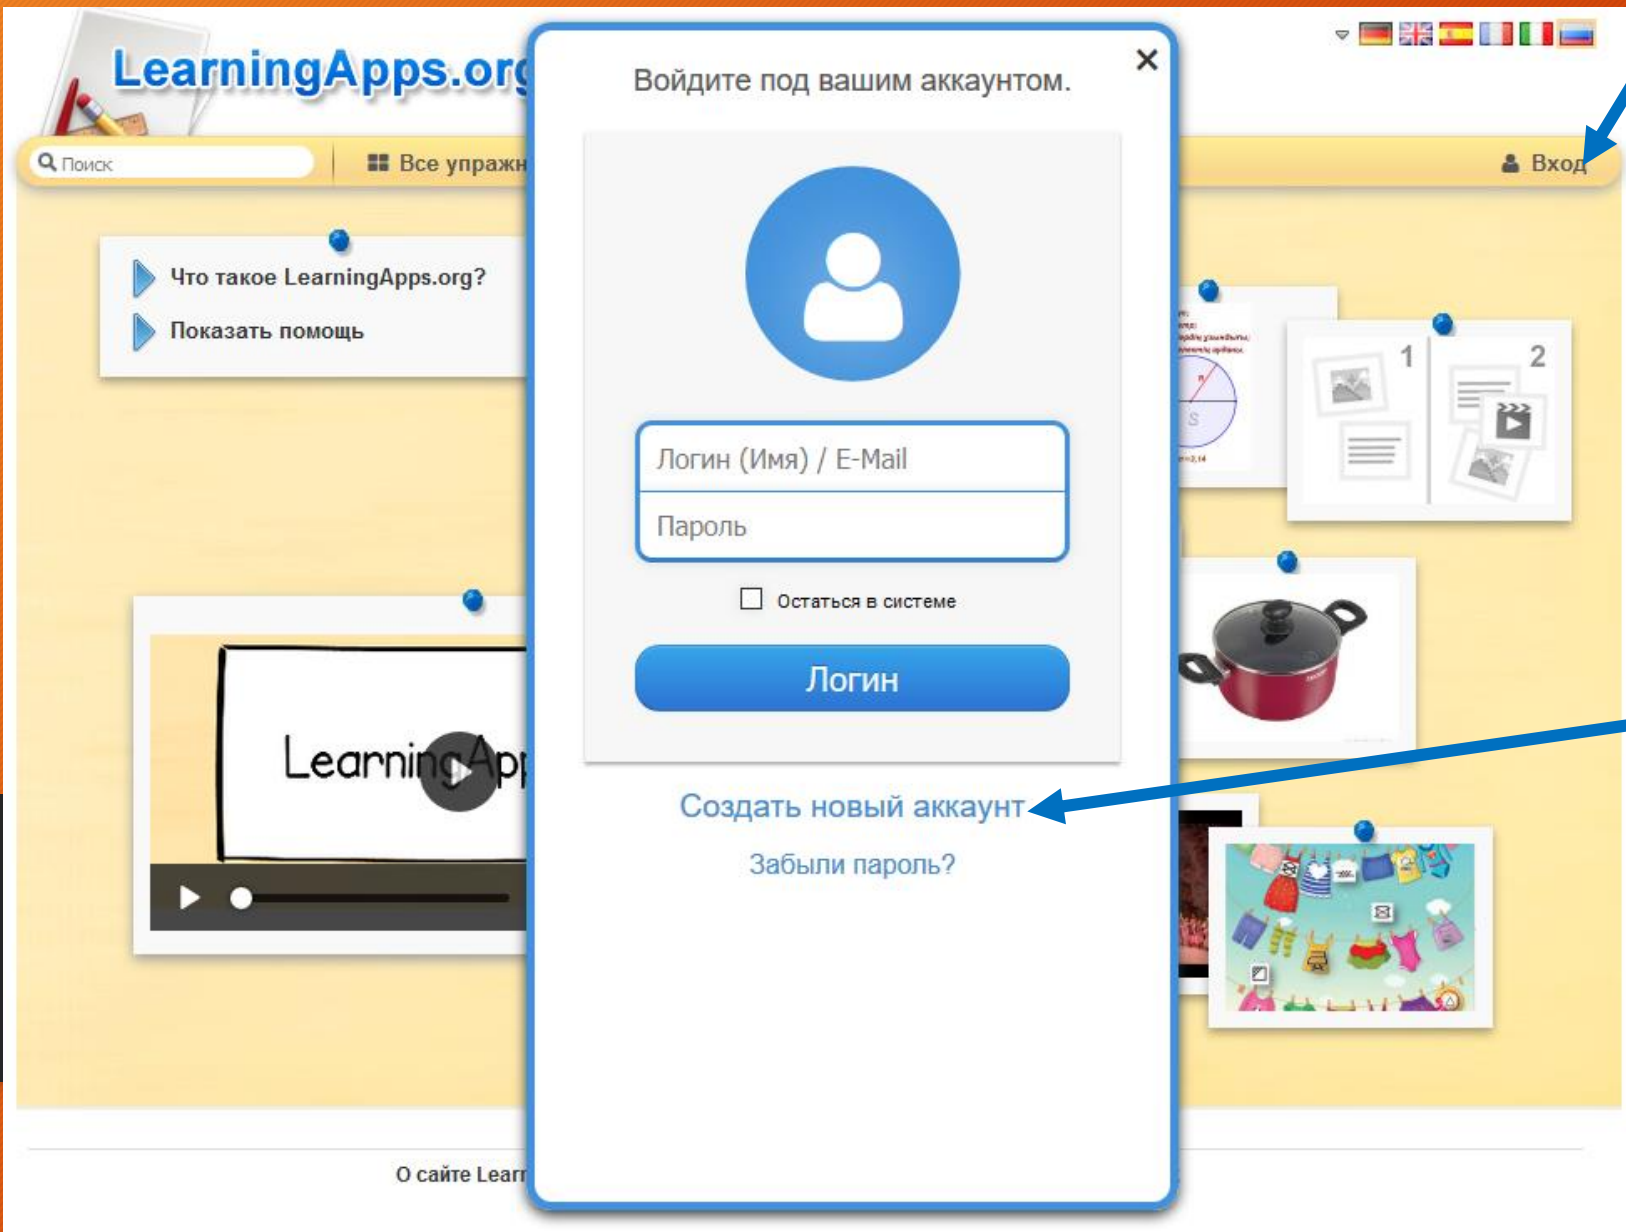 LearningApps.org
Войдите под вашим аккаунтом.
Поиск
Все упражн
Вход
Что такое LearningApps.org?
Показать помощь
1
2
R
S
Логин (Имя) / E-Mail
Пароль
Остаться в системе
Логин
LearningApp
Создать новый аккаунт
Забыли пароль?
О сайте Lear